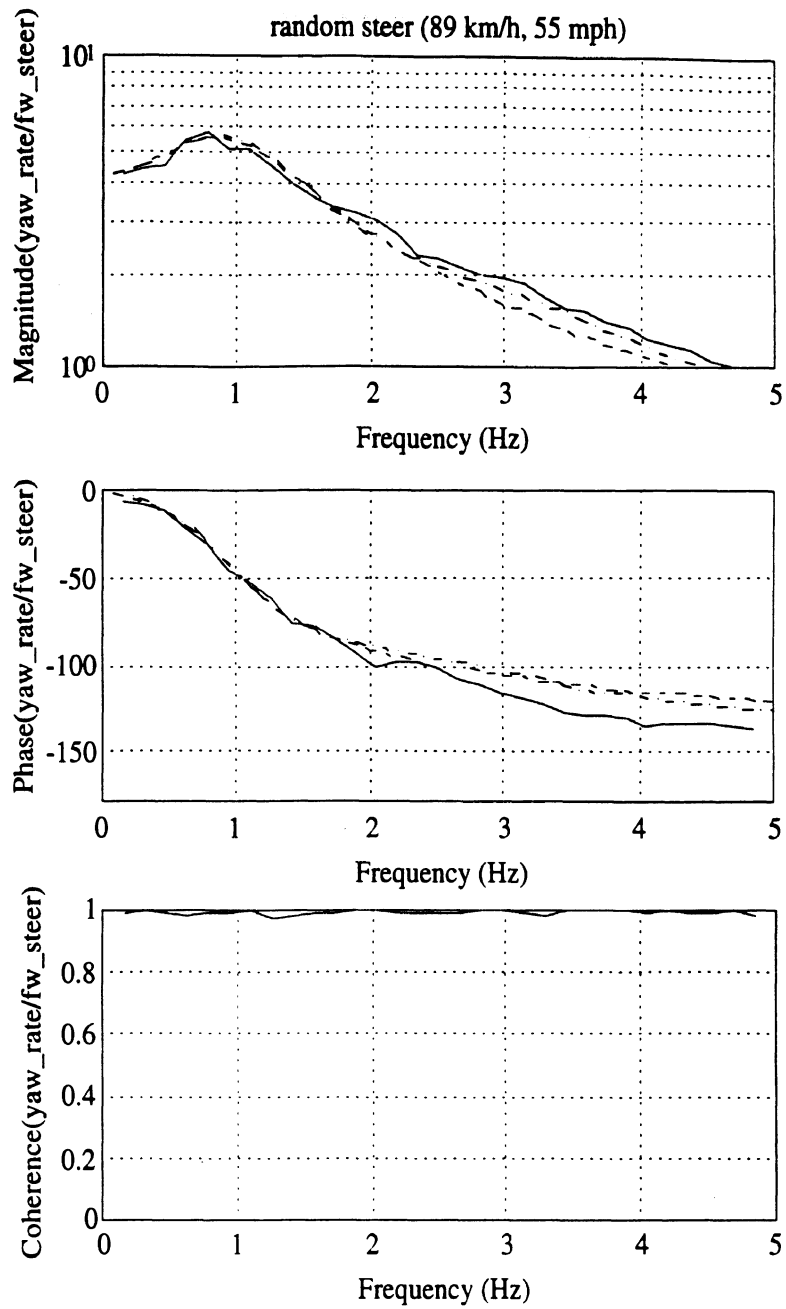 random steer (89 km/h, 55 mph)
Magnitude(yaw_rate/fw_steer)
10¹
10⁰
0 1 2 3 4 5
Frequency (Hz)
Phase(yaw_rate/fw_steer)
0
-50
-100
-150
0 1 2 3 4 5
Frequency (Hz)
Coherence(yaw_rate/fw_steer)
1
0.8
0.6
0.4
0.2
0
0 1 2 3 4 5
Frequency (Hz)